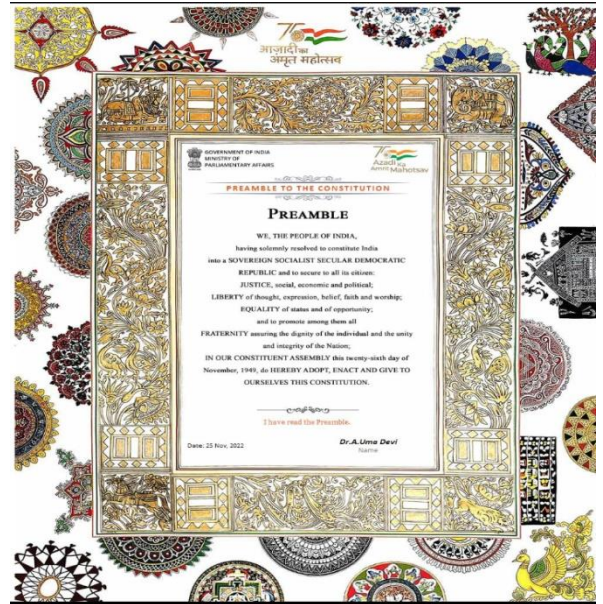 75
आज़ादी का
अमृत महोत्सव
GOVERNMENT OF INDIA
MINISTRY OF
PARLIAMENTARY AFFAIRS
75
Azadi Ka
Amrit Mahotsav
PREAMBLE TO THE CONSTITUTION
PREAMBLE
WE, THE PEOPLE OF INDIA,
having solemnly resolved to constitute India
into a SOVEREIGN SOCIALIST SECULAR DEMOCRATIC
REPUBLIC and to secure to all its citizen:
JUSTICE, social, economic and political;
LIBERTY of thought, expression, belief, faith and worship;
EQUALITY of status and of opportunity;
and to promote among them all
FRATERNITY assuring the dignity of the individual and the unity
and integrity of the Nation;
IN OUR CONSTITUENT ASSEMBLY this twenty-sixth day of
November, 1949, do HEREBY ADOPT, ENACT AND GIVE TO
OURSELVES THIS CONSTITUTION.
I have read the Preamble.
Date: 25 Nov, 2022
Dr.A.Uma Devi
Name